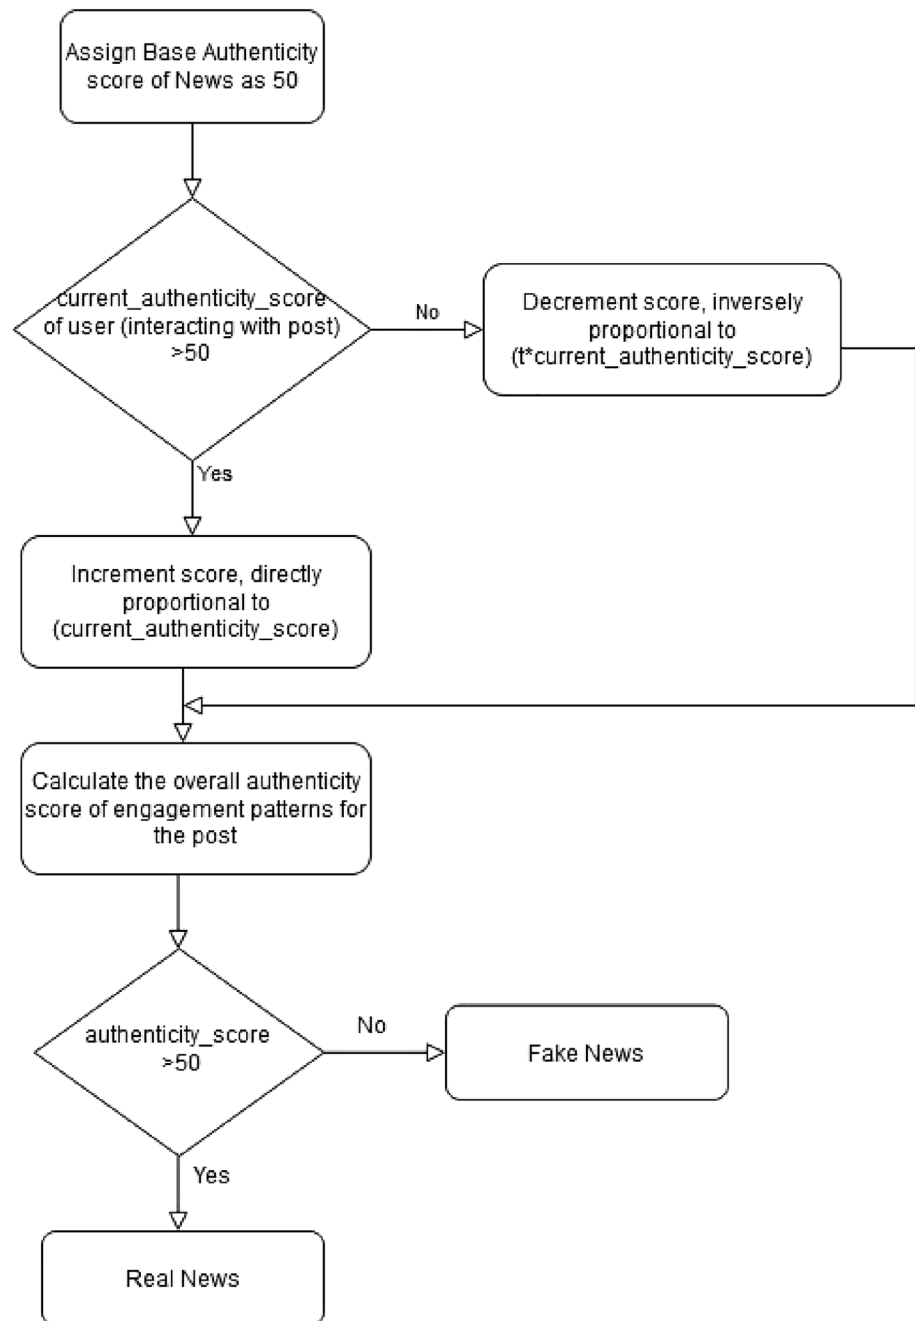 Assign Base Authenticity
score of News as 50
current_authenticity_score
of user (interacting with post)
>50
No
Decrement score, inversely
proportional to
(t*current_authenticity_score)
Yes
Increment score, directly
proportional to
(current_authenticity_score)
Calculate the overall authenticity
score of engagement patterns for
the post
authenticity_score
>50
No
Fake News
Yes
Real News